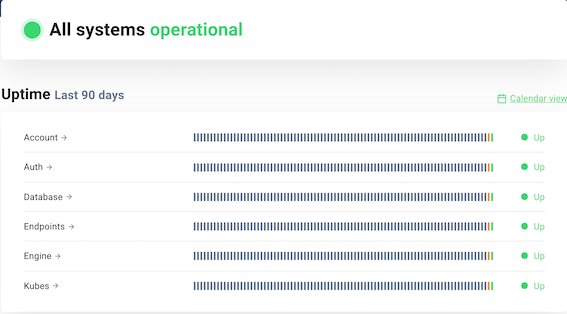 All systems operational
Uptime Last 90 days
Calendar view
Account → Up
Auth → Up
Database → Up
Endpoints → Up
Engine → Up
Kubes → Up